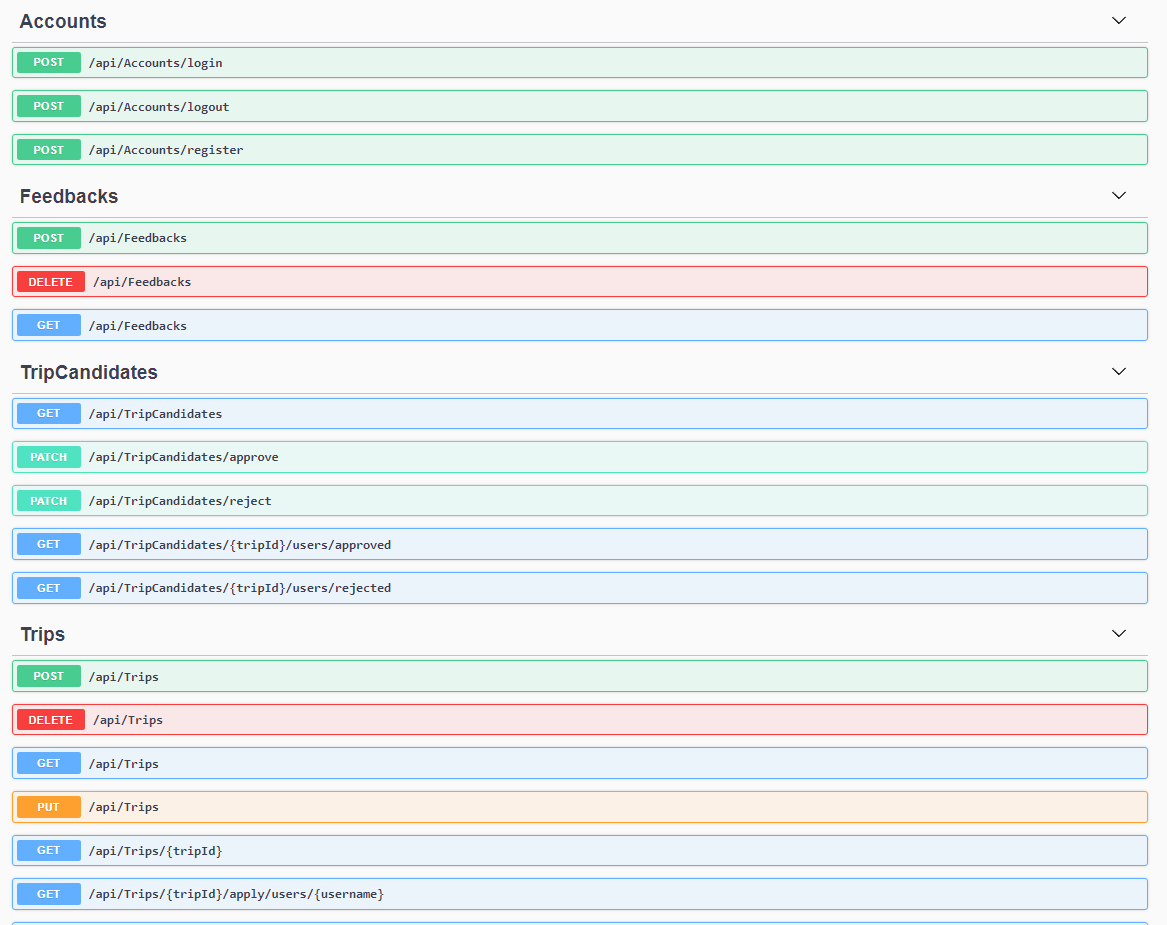 Accounts
POST /api/Accounts/login
POST /api/Accounts/logout
POST /api/Accounts/register
Feedbacks
POST /api/Feedbacks
DELETE /api/Feedbacks
GET /api/Feedbacks
TripCandidates
GET /api/TripCandidates
PATCH /api/TripCandidates/approve
PATCH /api/TripCandidates/reject
GET /api/TripCandidates/{tripId}/users/approved
GET /api/TripCandidates/{tripId}/users/rejected
Trips
POST /api/Trips
DELETE /api/Trips
GET /api/Trips
PUT /api/Trips
GET /api/Trips/{tripId}
GET /api/Trips/{tripId}/apply/users/{username}